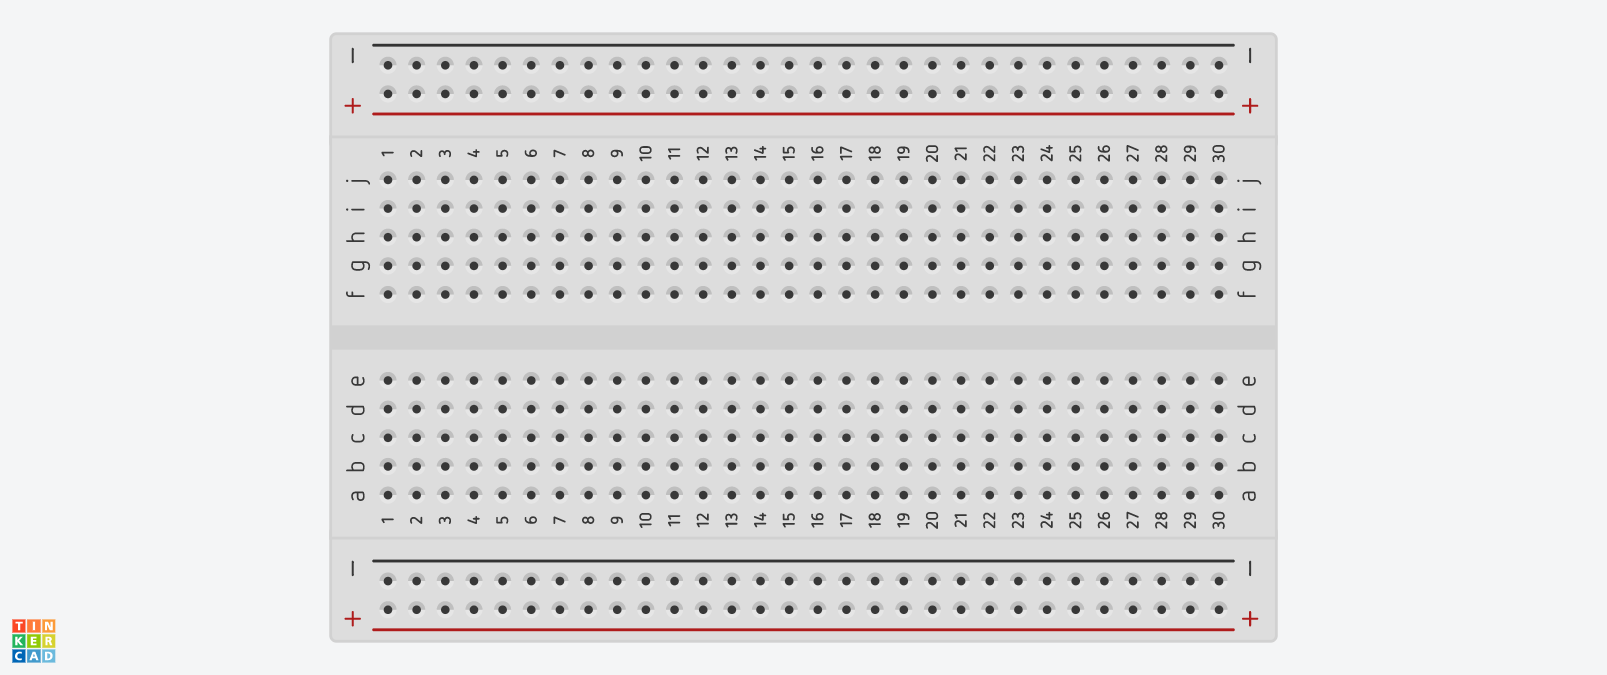 − −
+ +
1 2 3 4 5 6 7 8 9 10 11 12 13 14 15 16 17 18 19 20 21 22 23 24 25 26 27 28 29 30
j j
i i
h h
g g
f f
e e
d d
c c
b b
a a
1 2 3 4 5 6 7 8 9 10 11 12 13 14 15 16 17 18 19 20 21 22 23 24 25 26 27 28 29 30
− −
+ +
TIN
KER
CAD